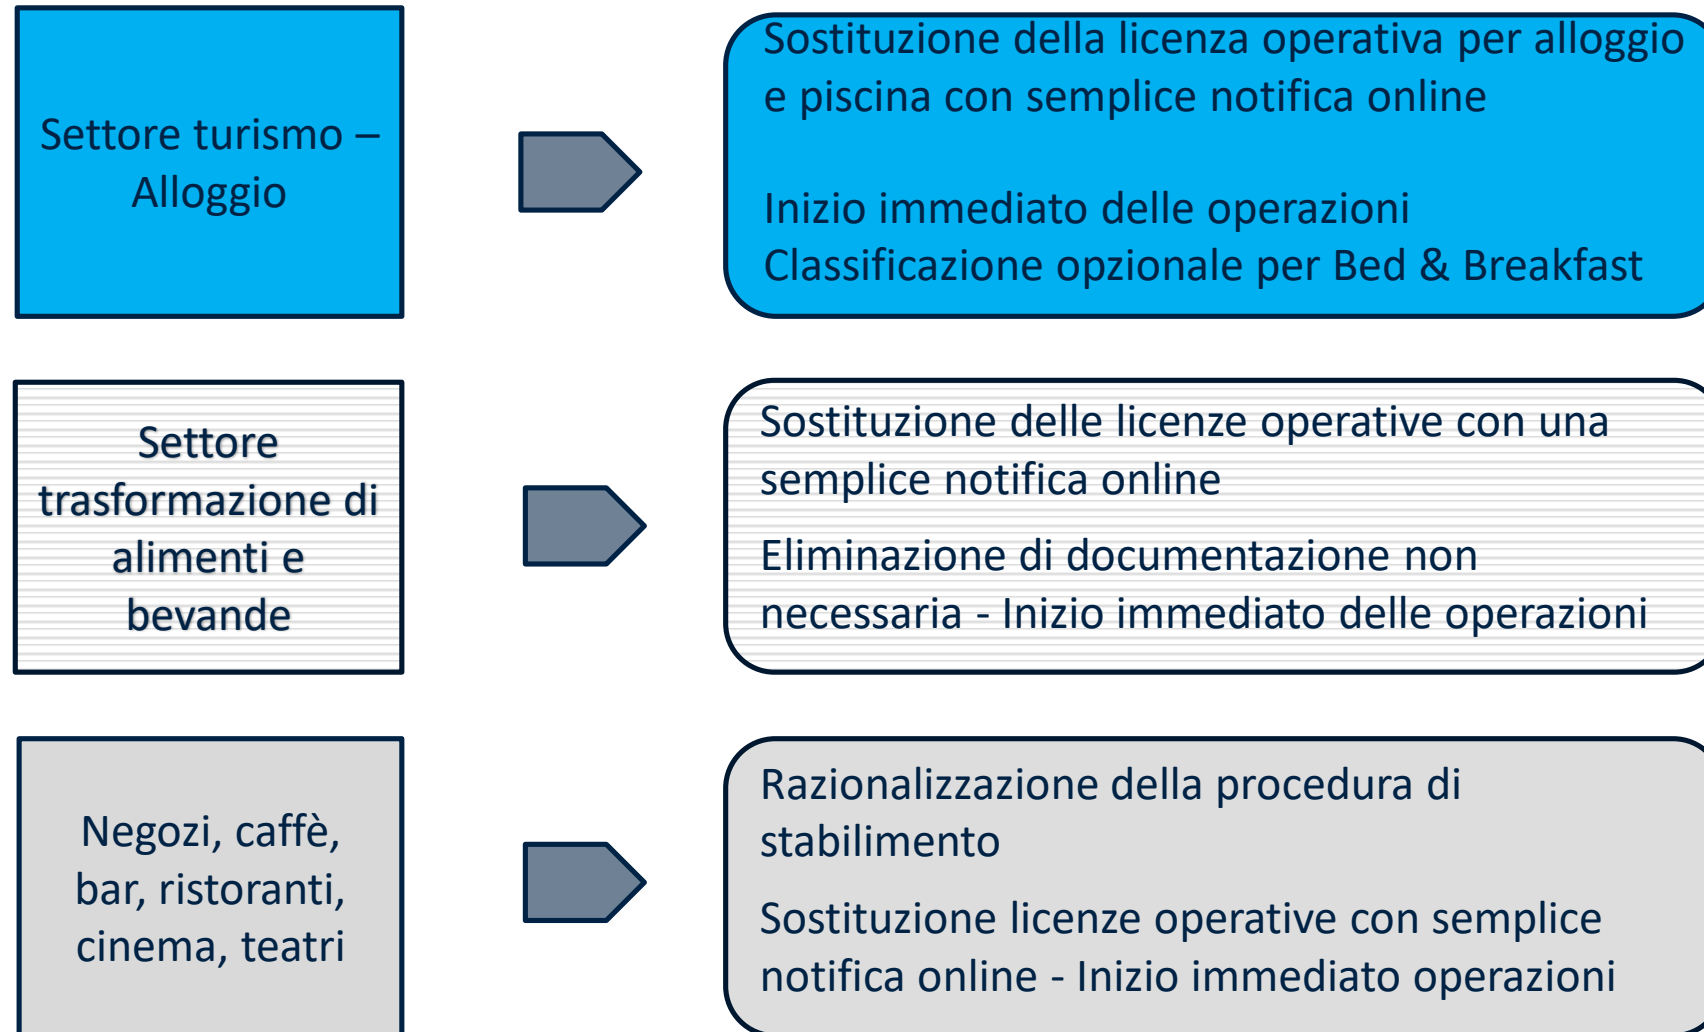 Settore turismo –
Alloggio
Sostituzione della licenza operativa per alloggio
e piscina con semplice notifica online
Inizio immediato delle operazioni
Classificazione opzionale per Bed & Breakfast
Settore
trasformazione di
alimenti e
bevande
Sostituzione delle licenze operative con una
semplice notifica online
Eliminazione di documentazione non
necessaria - Inizio immediato delle operazioni
Negozi, caffè,
bar, ristoranti,
cinema, teatri
Razionalizzazione della procedura di
stabilimento
Sostituzione licenze operative con semplice
notifica online - Inizio immediato operazioni